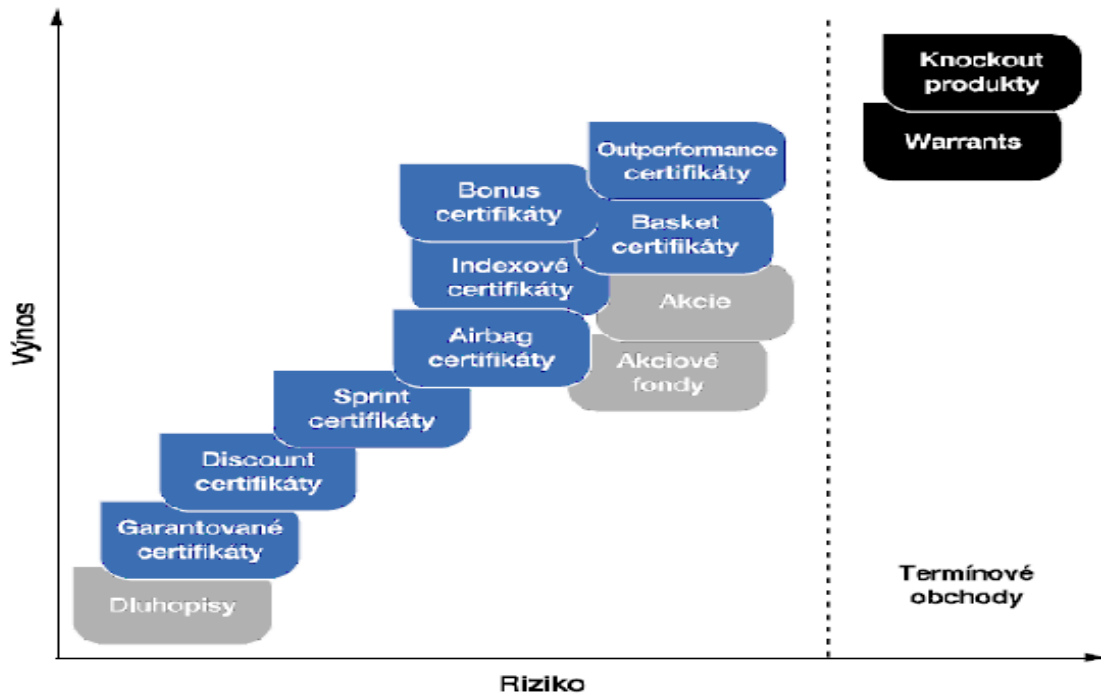 Výnos
Knockout
produkty
Warrants
Outperformance
certifikáty
Bonus
certifikáty
Basket
certifikáty
Indexové
certifikáty
Akcie
Airbag
certifikáty
Akciové
fondy
Sprint
certifikáty
Discount
certifikáty
Garantované
certifikáty
Dluhopisy
Termínové
obchody
Riziko